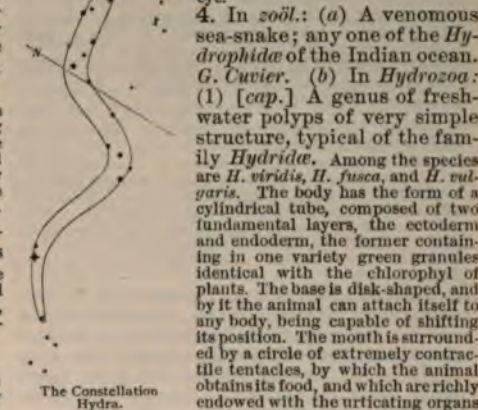 4. In zoöl.: (a) A venomous
sea-snake; any one of the Hy-
drophidæ of the Indian ocean.
G. Cuvier. (b) In Hydrozoa:
(1) [cap.] A genus of fresh-
water polyps of very simple
structure, typical of the fam-
ily Hydridæ. Among the species
are H. viridis, H. fusca, and H. vul-
garis. The body has the form of a
cylindrical tube, composed of two
fundamental layers, the ectoderm
and endoderm, the former contain-
ing in one variety green granules
identical with the chlorophyl of
plants. The base is disk-shaped, and
by it the animal can attach itself to
any body, being capable of shifting
its position. The mouth is surround-
ed by a circle of extremely contrac-
tile tentacles, by which the animal
obtains its food, and which are richly
endowed with the urticating organs
N
The Constellation
Hydra.